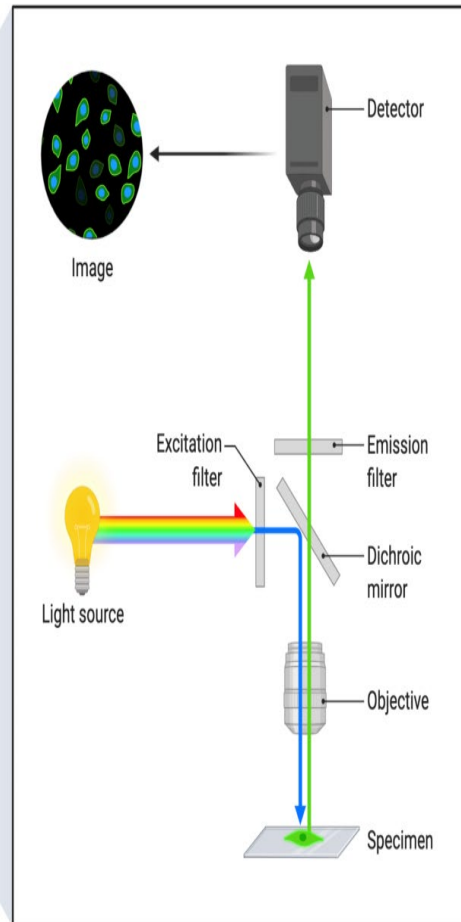 Detector
Image
Excitation
filter
Emission
filter
Dichroic
mirror
Light source
Objective
Specimen